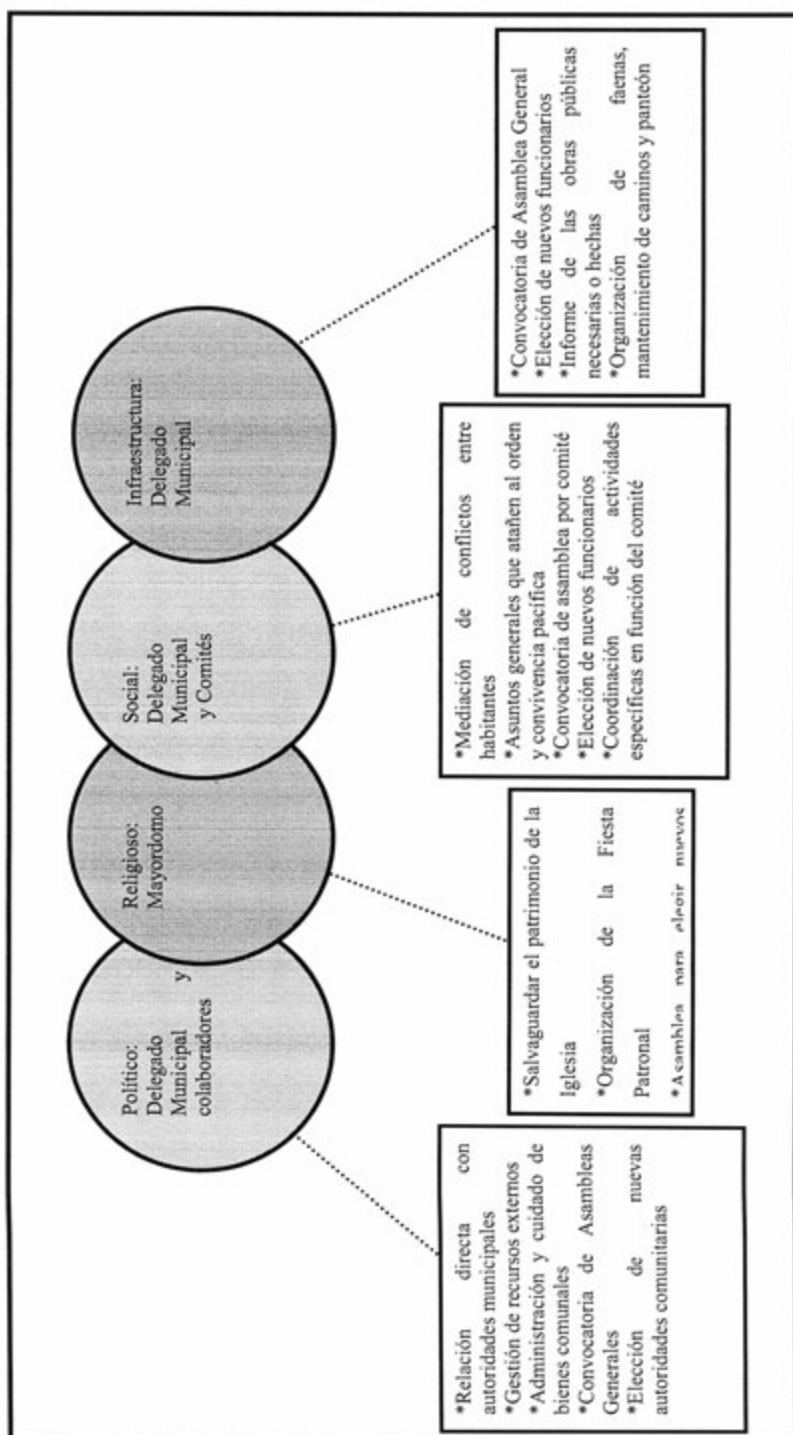 Político:
Delegado
Municipal y
colaboradores
Religioso:
Mayordomo
Social:
Delegado
Municipal
y Comités
Infraestructura:
Delegado
Municipal
*Relación directa con
autoridades municipales
*Gestión de recursos externos
*Administración y cuidado de
bienes comunales
*Convocatoria de Asambleas
Generales
*Elección de nuevas
autoridades comunitarias
*Salvaguardar el patrimonio de la
Iglesia
*Organización de la Fiesta
Patronal
*Asamblea para elegir nuevos
*Mediación de conflictos entre
habitantes
*Asuntos generales que atañen al orden
y convivencia pacífica
*Convocatoria de asamblea por comité
*Elección de nuevos funcionarios
*Coordinación de actividades
específicas en función del comité
*Convocatoria de Asamblea General
*Elección de nuevos funcionarios
*Informe de las obras públicas
necesarias o hechas
*Organización de faenas,
mantenimiento de caminos y panteón